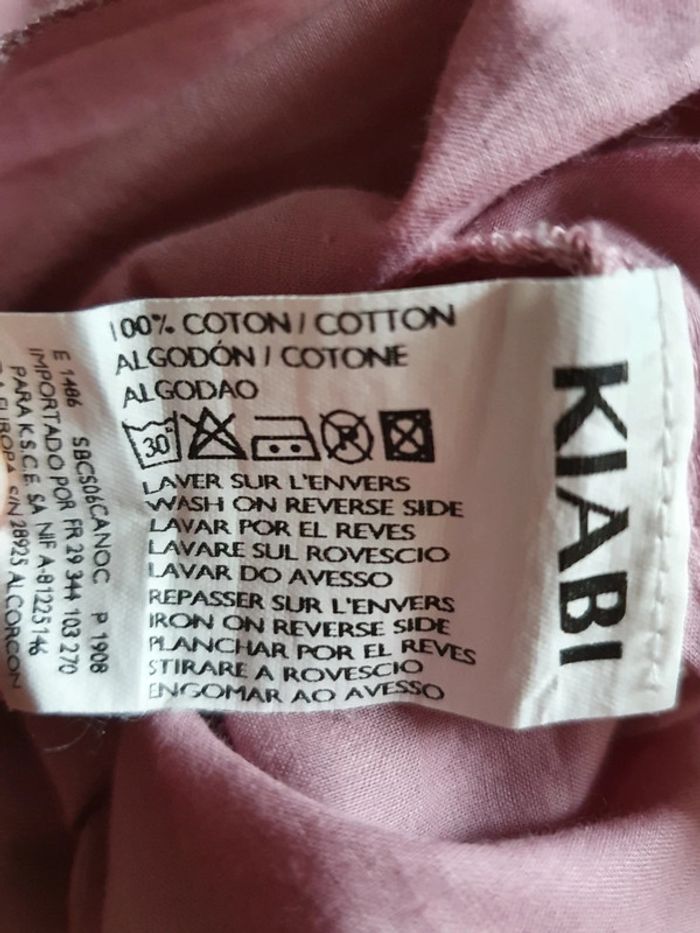 100% COTON / COTTON
ALGODÓN / COTONE
ALGODAO
30
LAVER SUR L'ENVERS
WASH ON REVERSE SIDE
LAVAR POR EL REVES
LAVARE SUL ROVESCIO
LAVAR DO AVESSO
REPASSER SUR L'ENVERS
IRON ON REVERSE SIDE
PLANCHAR POR EL REVES
STIRARE A ROVESCIO
ENGOMAR AO AVESSO
KIABI
E 1486 SBCS06CANOC P 1908
IMPORTADO POR FR 29 344 103 270
PARA K.S.C.E. SA NIF A-81225146
EUROPA S/N 28925 ALCORCON